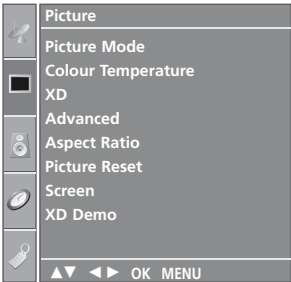 Picture
Picture Mode
Colour Temperature
XD
Advanced
Aspect Ratio
Picture Reset
Screen
XD Demo
▲▼ ◄► OK MENU